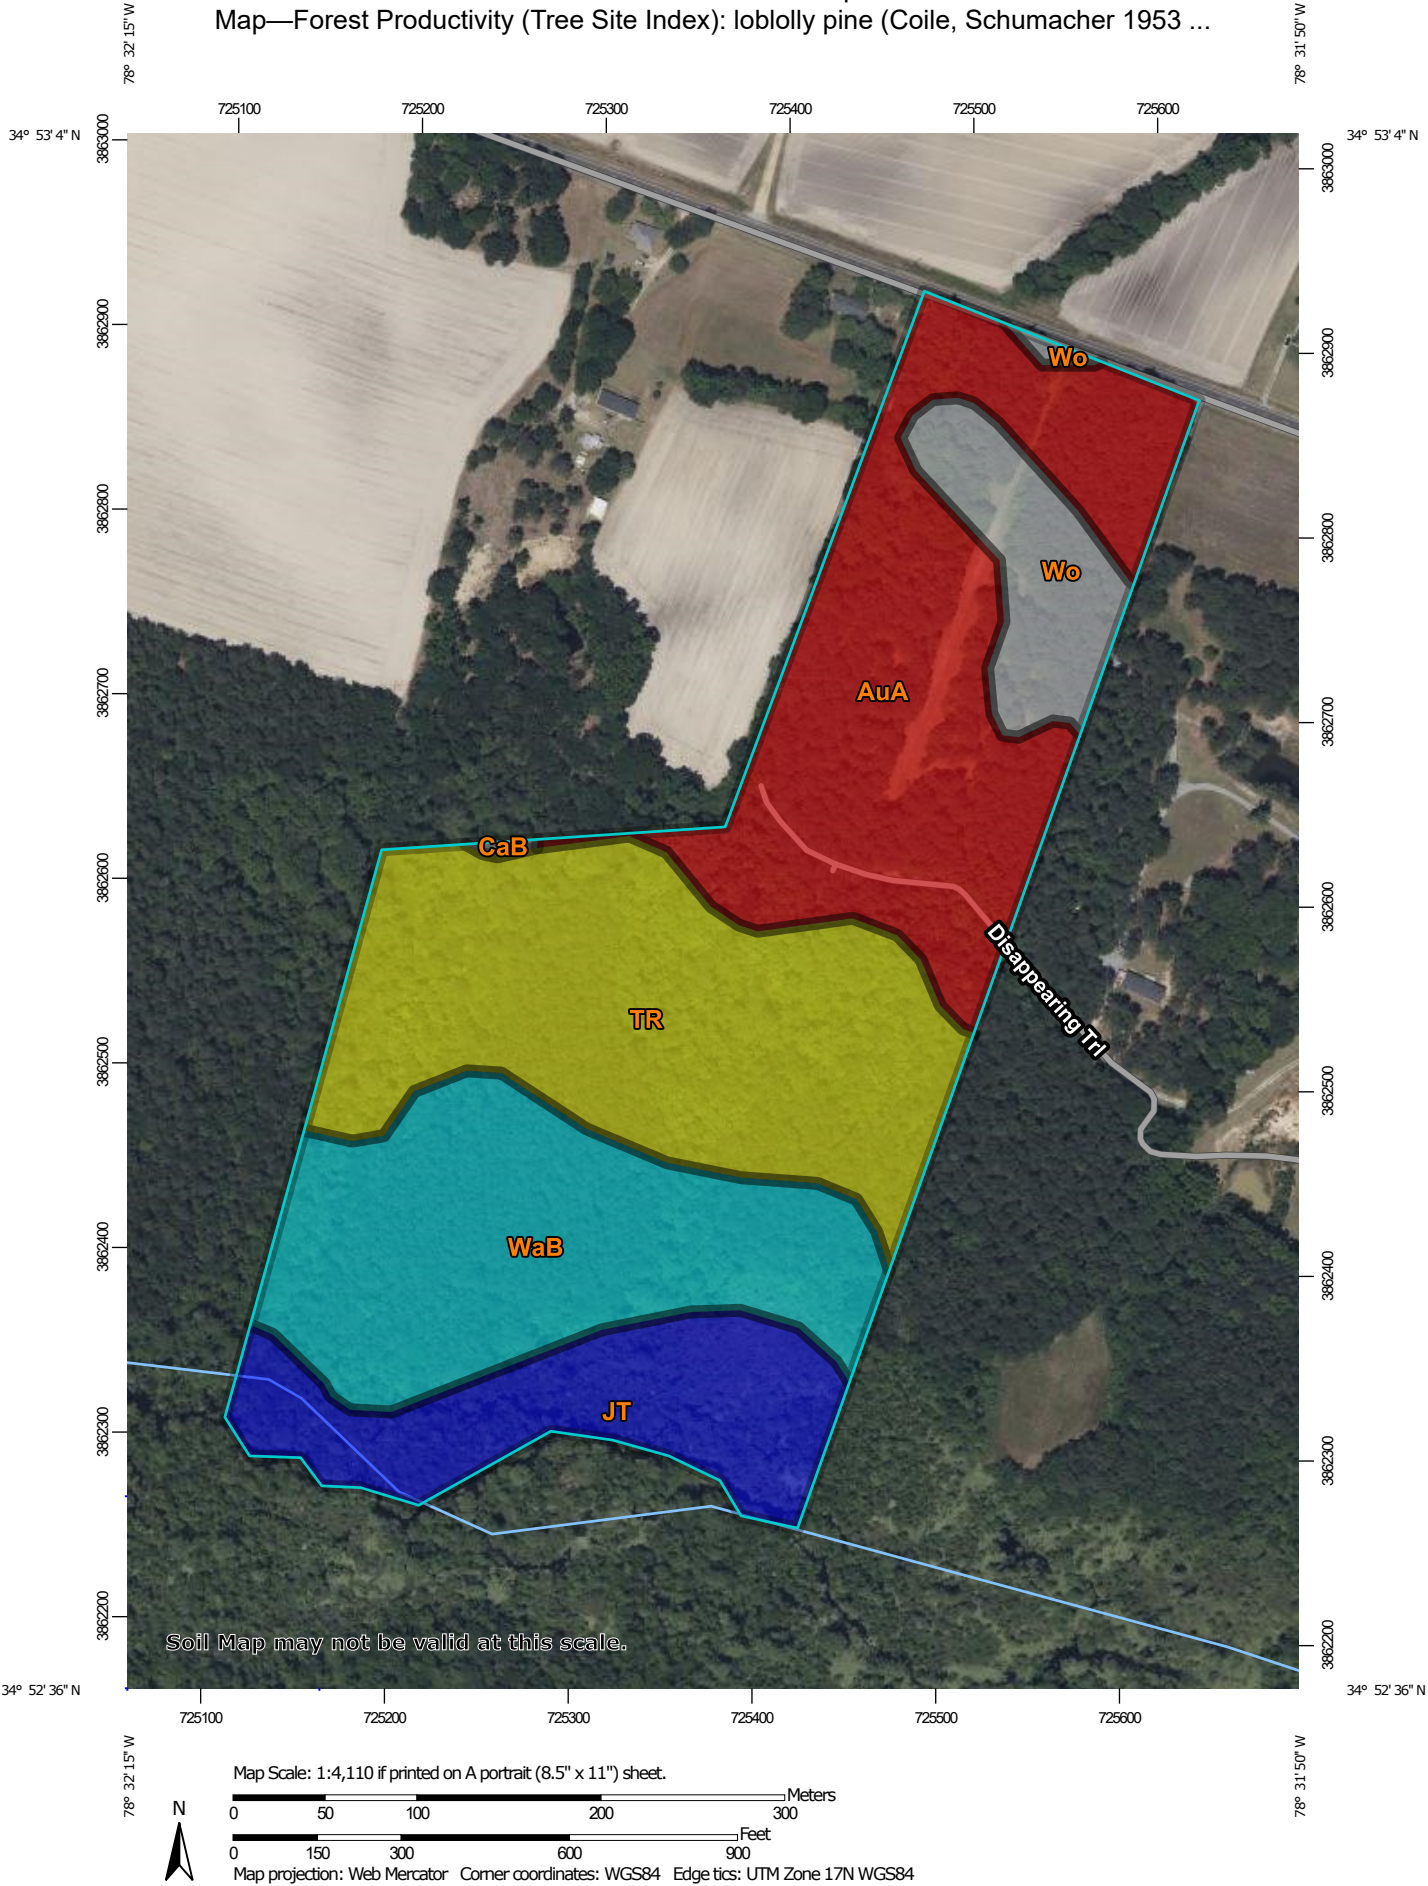 Map—Forest Productivity (Tree Site Index): loblolly pine (Coile, Schumacher 1953 ...
78° 32' 15'' W
78° 31' 50'' W
725100 725200 725300 725400 725500 725600
34° 53' 4'' N
34° 53' 4'' N
3863000
3863000
3862900
3862900
3862800
3862800
3862700
3862700
3862600
3862600
3862500
3862500
3862400
3862400
3862300
3862300
3862200
3862200
Wo
Wo
AuA
CaB
Disappearing Trl
TR
WaB
JT
Soil Map may not be valid at this scale.
34° 52' 36'' N
34° 52' 36'' N
725100 725200 725300 725400 725500 725600
78° 32' 15'' W
78° 31' 50'' W
Map Scale: 1:4,110 if printed on A portrait (8.5" x 11") sheet.
Meters
0 50 100 200 300
Feet
0 150 300 600 900
N
Map projection: Web Mercator Corner coordinates: WGS84 Edge tics: UTM Zone 17N WGS84